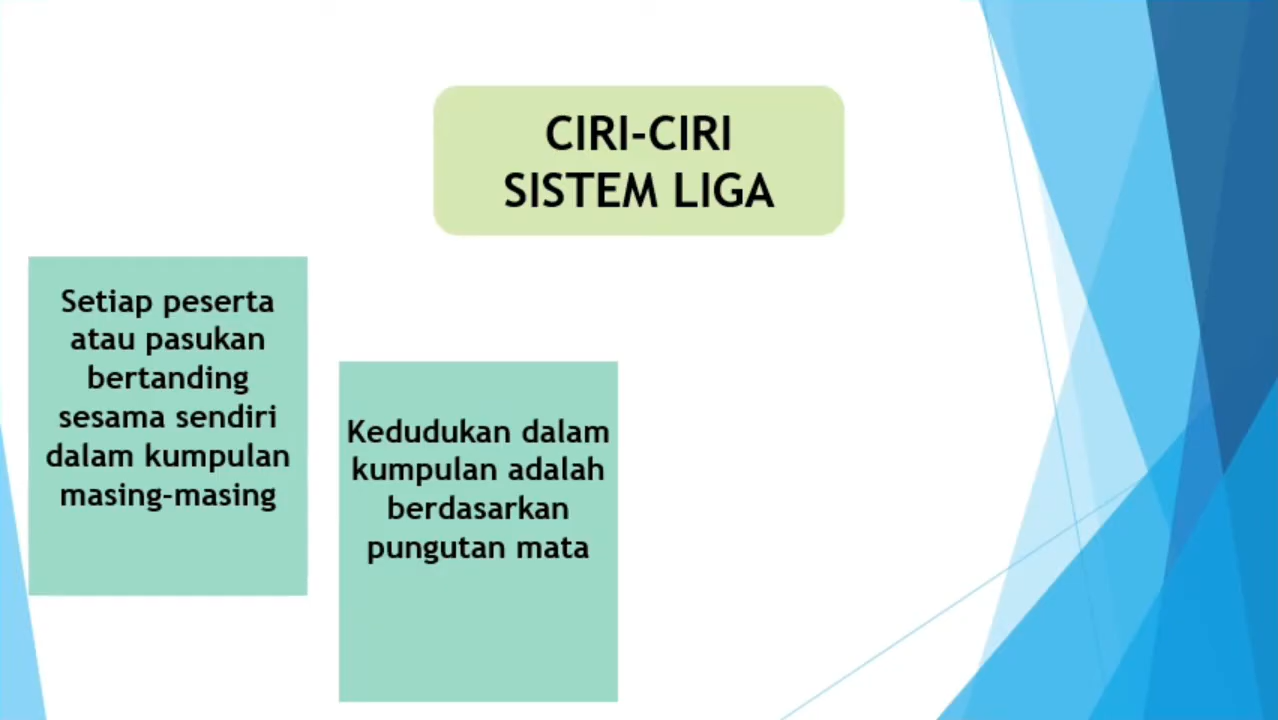 CIRI-CIRI
SISTEM LIGA
Setiap peserta
atau pasukan
bertanding
sesama sendiri
dalam kumpulan
masing-masing
Kedudukan dalam
kumpulan adalah
berdasarkan
pungutan mata